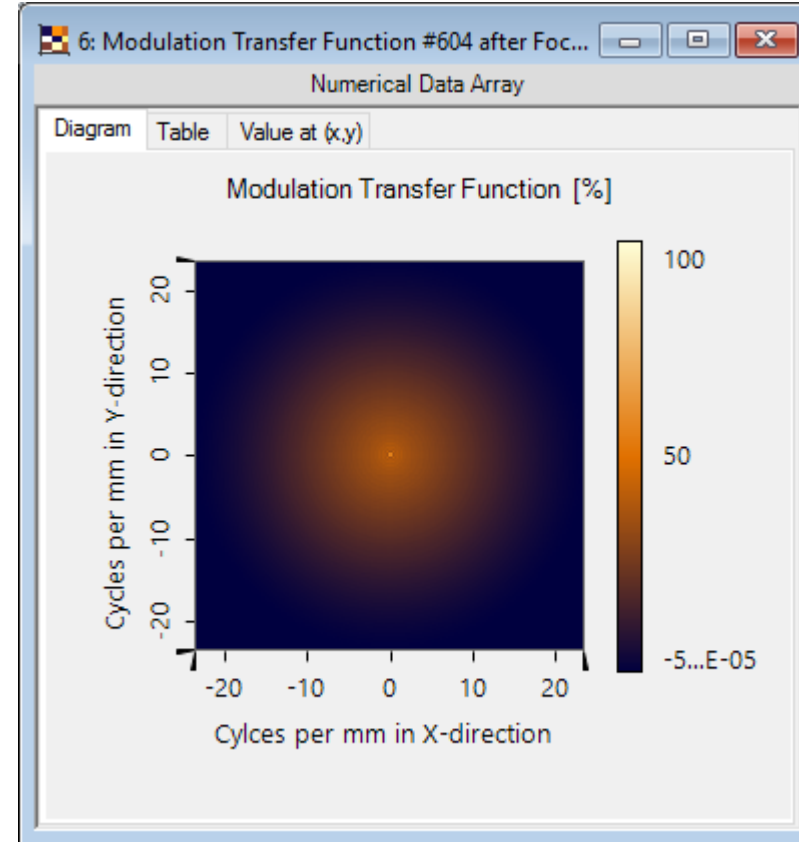 6: Modulation Transfer Function #604 after Foc...
Numerical Data Array
Diagram Table Value at (x,y)
Modulation Transfer Function [%]
100
50
-5...E-05
Cycles per mm in Y-direction
20
10
0
-10
-20
-20 -10 0 10 20
Cylces per mm in X-direction